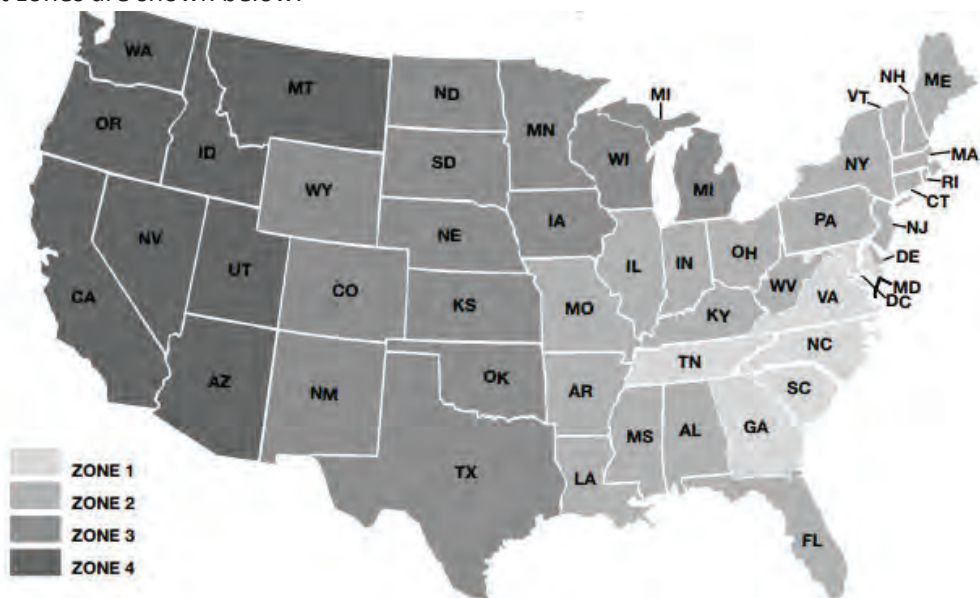 t zones are shown below:
WA
MT
ND
MN
MI
NH
ME
VT
OR
ID
SD
WI
MI
NY
MA
RI
CT
WY
IA
PA
NJ
NE
NV
UT
CO
IL
IN
OH
DE
WV
VA
MD
DC
CA
KS
MO
KY
NC
AZ
NM
OK
AR
TN
SC
MS
AL
GA
TX
LA
FL
ZONE 1
ZONE 2
ZONE 3
ZONE 4